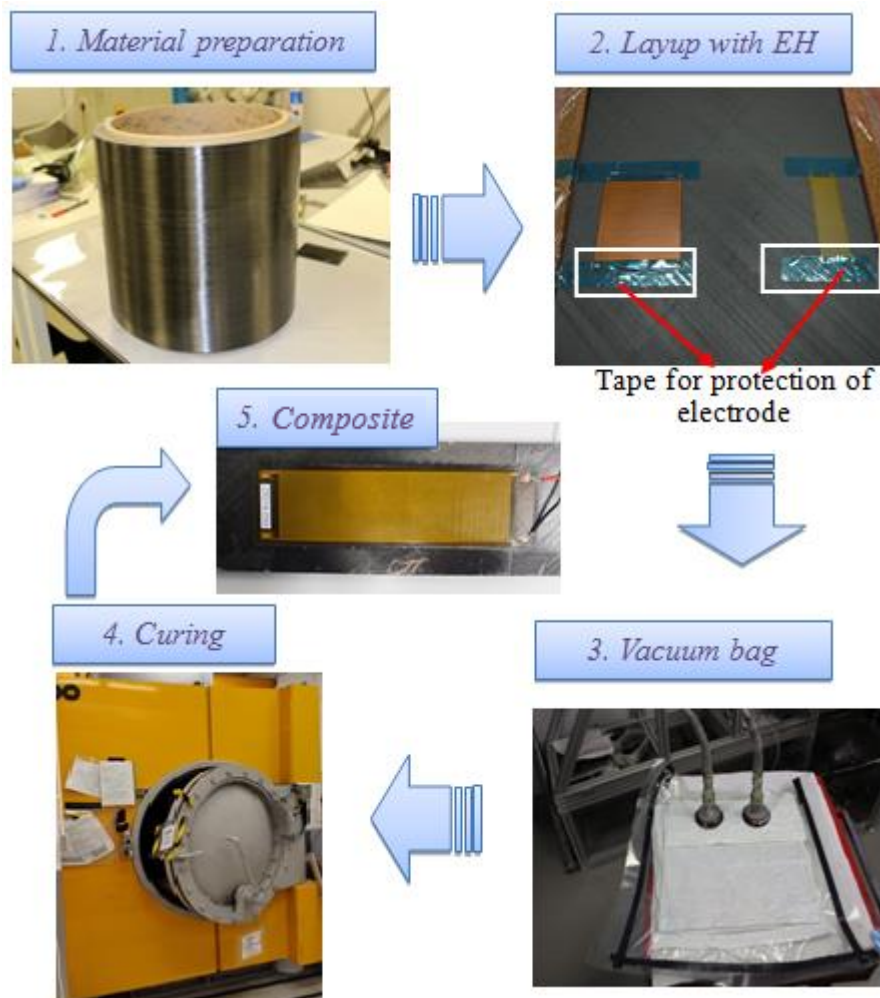 1. Material preparation
2. Layup with EH
Tape for protection of
electrode
3. Vacuum bag
4. Curing
5. Composite